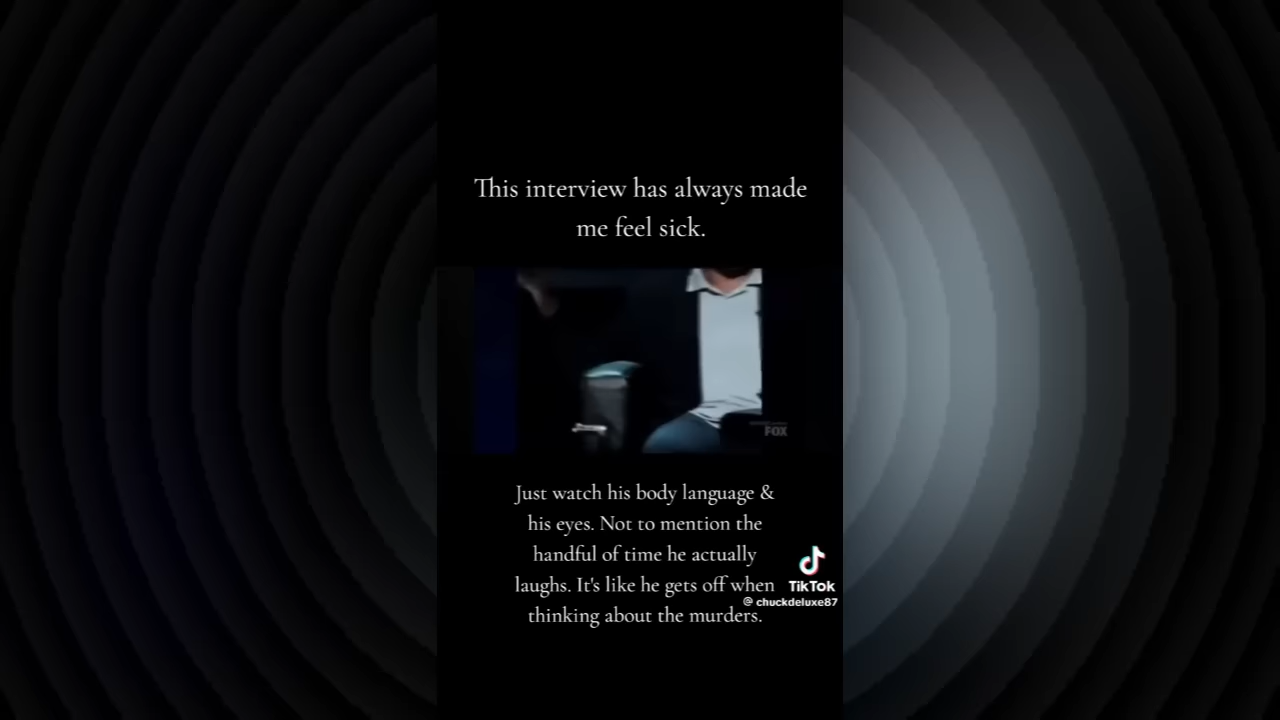 This interview has always made
me feel sick.
FOX
Just watch his body language &
his eyes. Not to mention the
handful of time he actually
laughs. It's like he gets off when
thinking about the murders.
TikTok
@ chuckdeluxe87